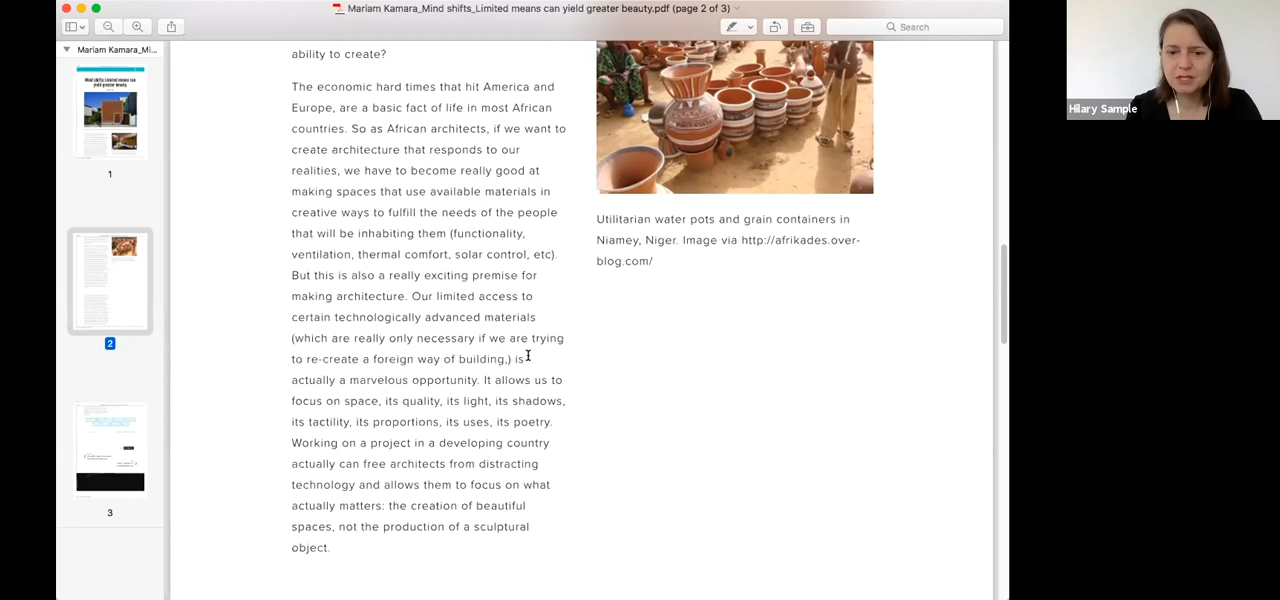 Mariam Kamara_Mind shifts_Limited means can yield greater beauty.pdf (page 2 of 3)
Search
Mariam Kamara_Mi...
Mind shifts: Limited means can
yield greater beauty
1
2
3
ability to create?
The economic hard times that hit America and
Europe, are a basic fact of life in most African
countries. So as African architects, if we want to
create architecture that responds to our
realities, we have to become really good at
making spaces that use available materials in
creative ways to fulfill the needs of the people
that will be inhabiting them (functionality,
ventilation, thermal comfort, solar control, etc).
But this is also a really exciting premise for
making architecture. Our limited access to
certain technologically advanced materials
(which are really only necessary if we are trying
to re-create a foreign way of building,) is
actually a marvelous opportunity. It allows us to
focus on space, its quality, its light, its shadows,
its tactility, its proportions, its uses, its poetry.
Working on a project in a developing country
actually can free architects from distracting
technology and allows them to focus on what
actually matters: the creation of beautiful
spaces, not the production of a sculptural
object.
Utilitarian water pots and grain containers in
Niamey, Niger. Image via http://afrikades.over-
blog.com/
Hilary Sample